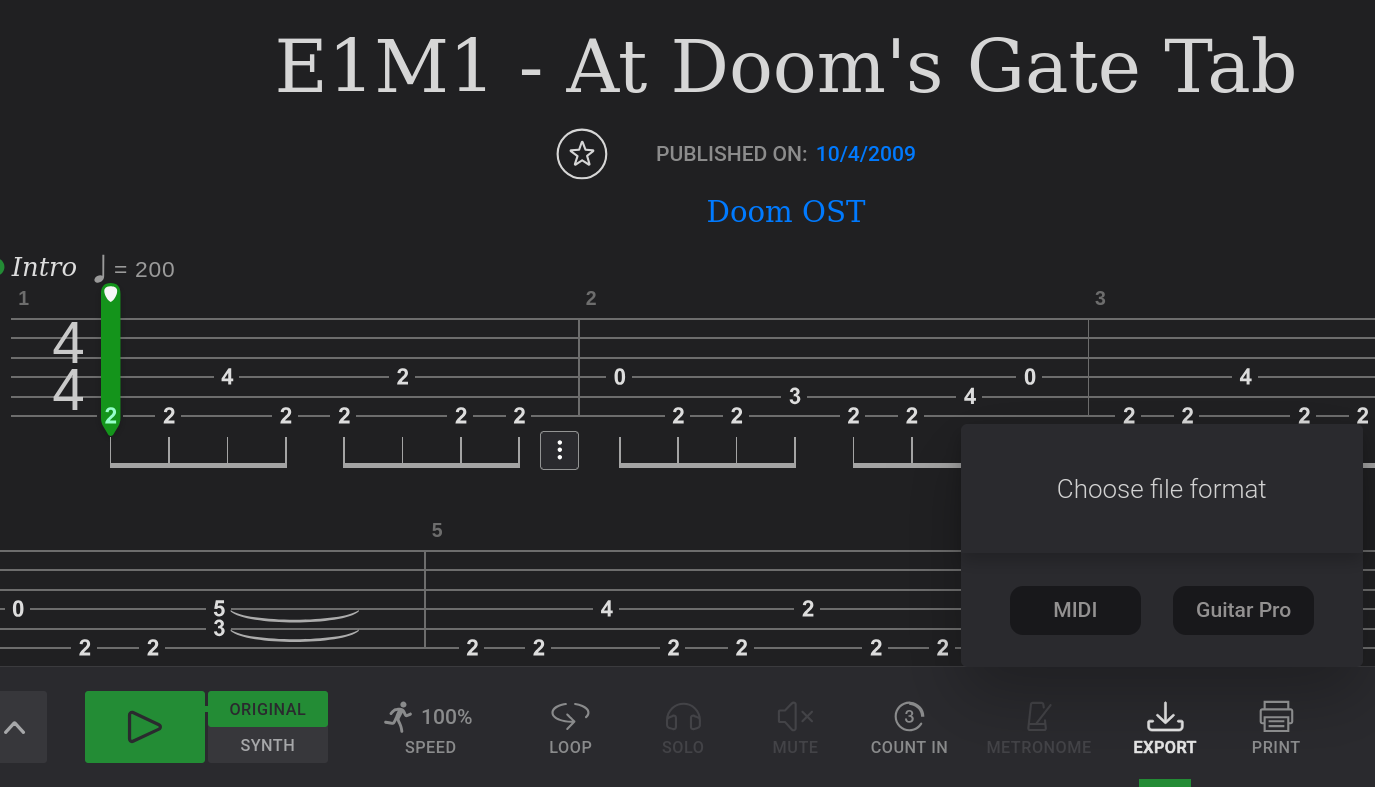 E1M1 - At Doom's Gate Tab
PUBLISHED ON: 10/4/2009
Doom OST
Intro = 200
1 2 3
4
4
4 2 0 0 4
3 4
2 2 2 2 2 2 2 2 2 2 2 2 2 2
Choose file format
5
0 5 4 2
3
2 2 2 2 2 2 2 2
MIDI Guitar Pro
ORIGINAL
SYNTH
100%
SPEED
LOOP
SOLO
MUTE
3
COUNT IN
METRONOME
EXPORT
PRINT